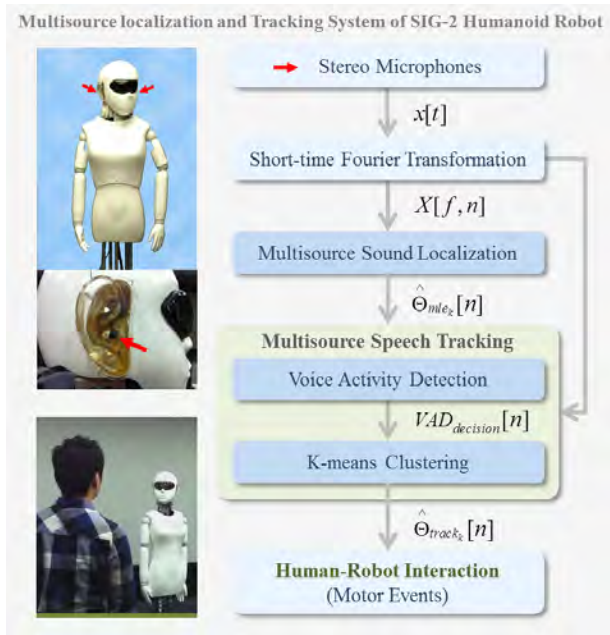 Multisource localization and Tracking System of SIG-2 Humanoid Robot
Stereo Microphones
x[t]
Short-time Fourier Transformation
X[f,n]
Multisource Sound Localization
Θ̂mleₖ[n]
Multisource Speech Tracking
Voice Activity Detection
VADdecision[n]
K-means Clustering
Θ̂trackₖ[n]
Human-Robot Interaction
(Motor Events)